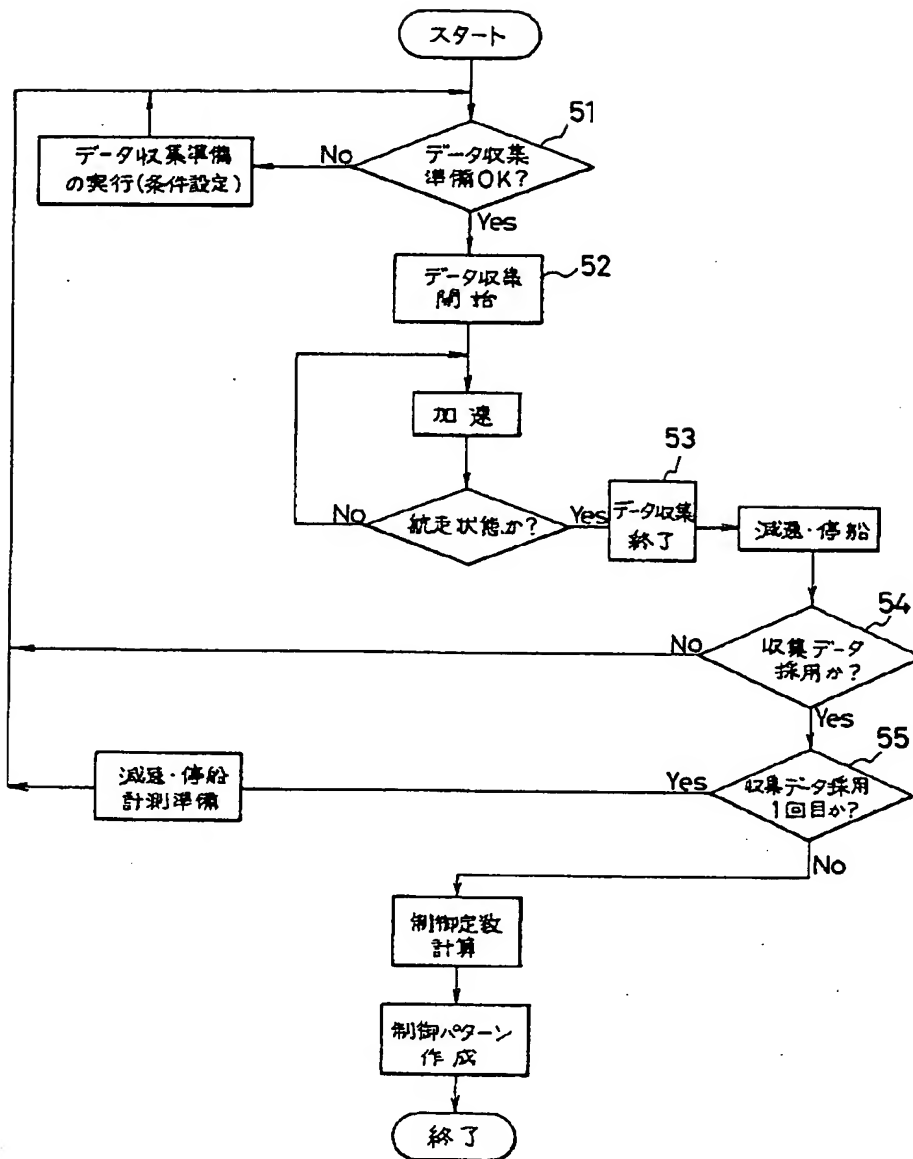 スタート
51
データ収集準備
の実行(条件設定)
No
データ収集
準備OK?
Yes
データ収集
開始
52
加速
53
No
航走状態か?
Yes
データ収集
終了
減速・停船
54
No
収集データ
採用か?
Yes
55
減速・停船
計測準備
Yes
収集データ採用
1回目か?
No
制御定数
計算
制御パターン
作成
終了